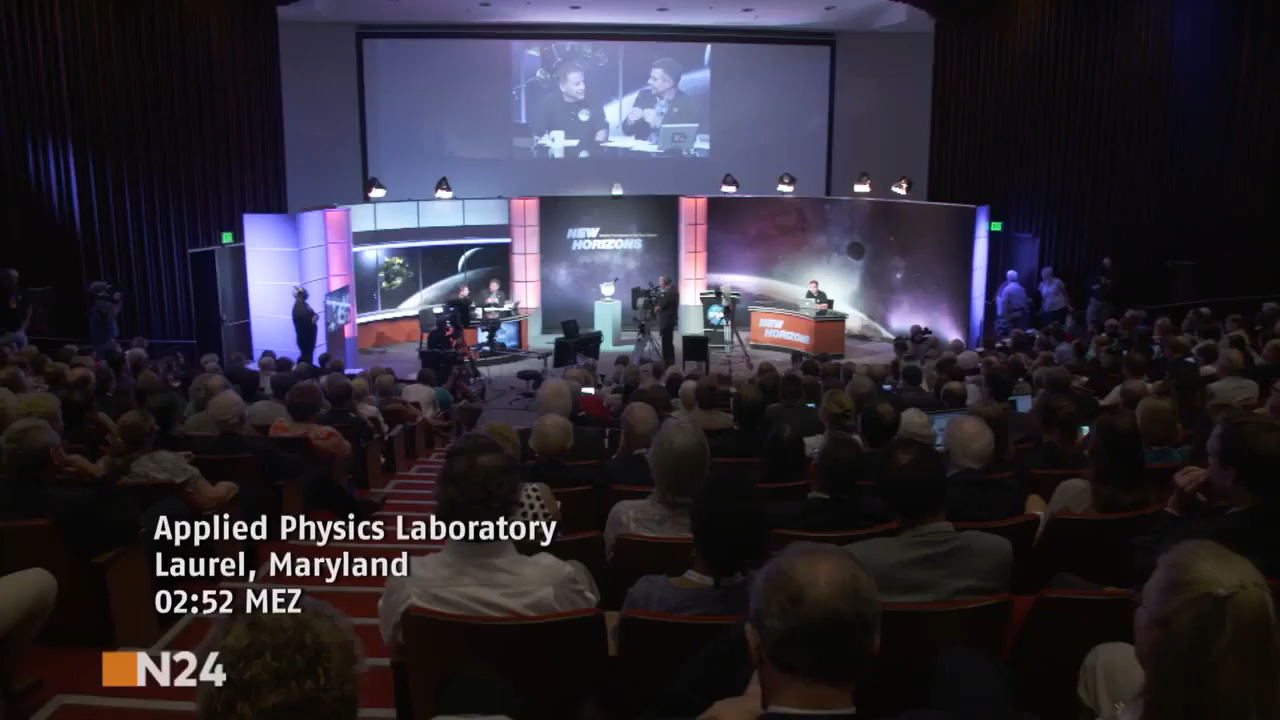 NEW
HORIZONS
NEW
HORIZONS
Applied Physics Laboratory
Laurel, Maryland
02:52 MEZ
N24